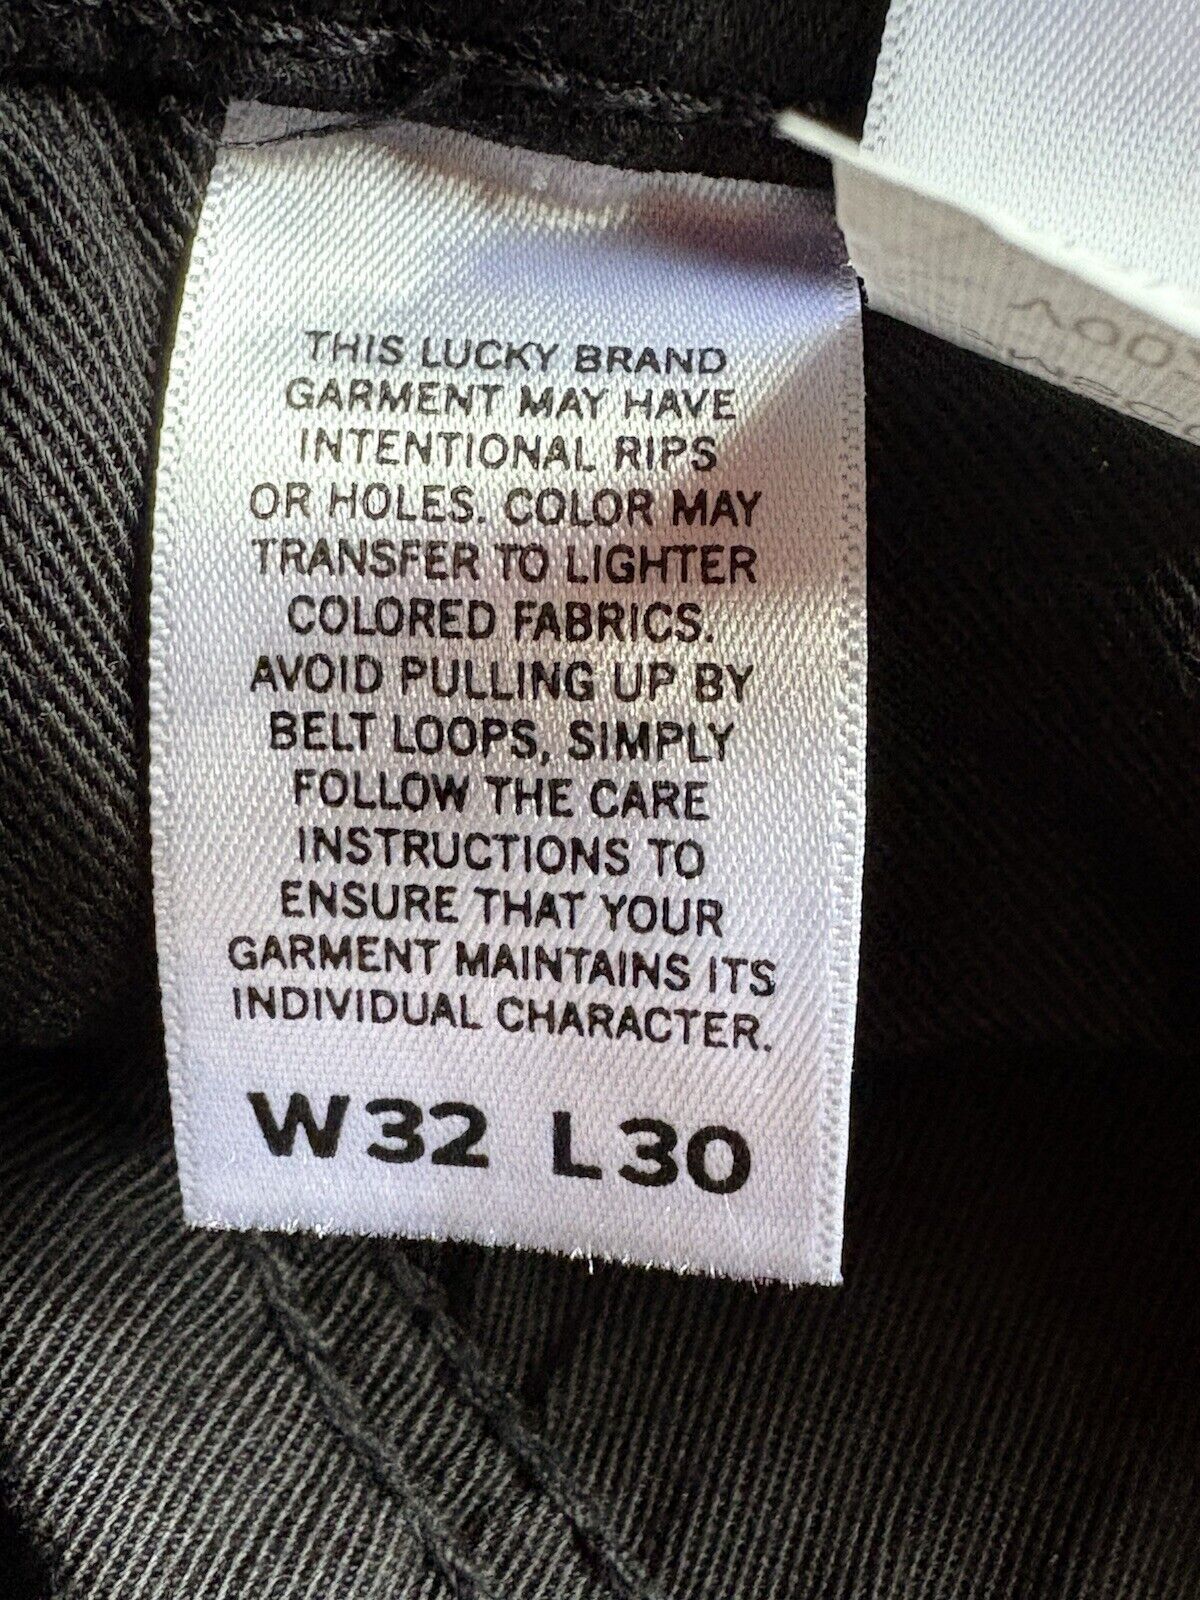 THIS LUCKY BRAND
GARMENT MAY HAVE
INTENTIONAL RIPS
OR HOLES. COLOR MAY
TRANSFER TO LIGHTER
COLORED FABRICS.
AVOID PULLING UP BY
BELT LOOPS, SIMPLY
FOLLOW THE CARE
INSTRUCTIONS TO
ENSURE THAT YOUR
GARMENT MAINTAINS ITS
INDIVIDUAL CHARACTER.
W32 L30